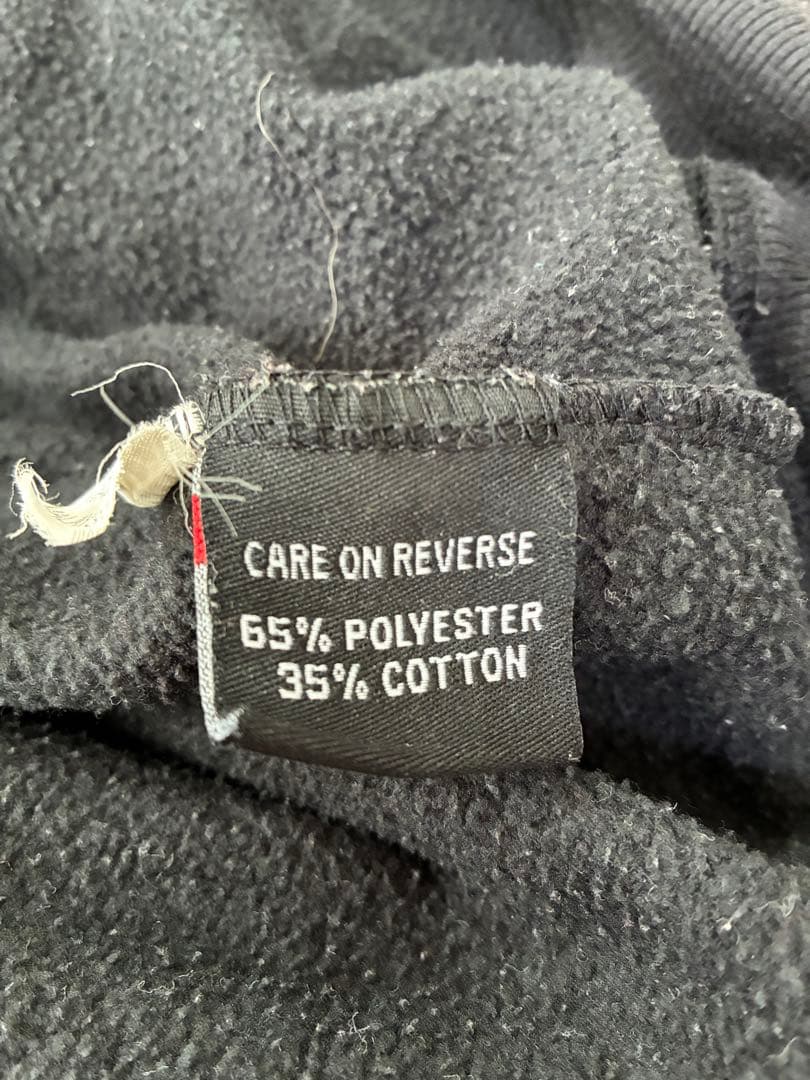 CARE ON REVERSE
65% POLYESTER
35% COTTON